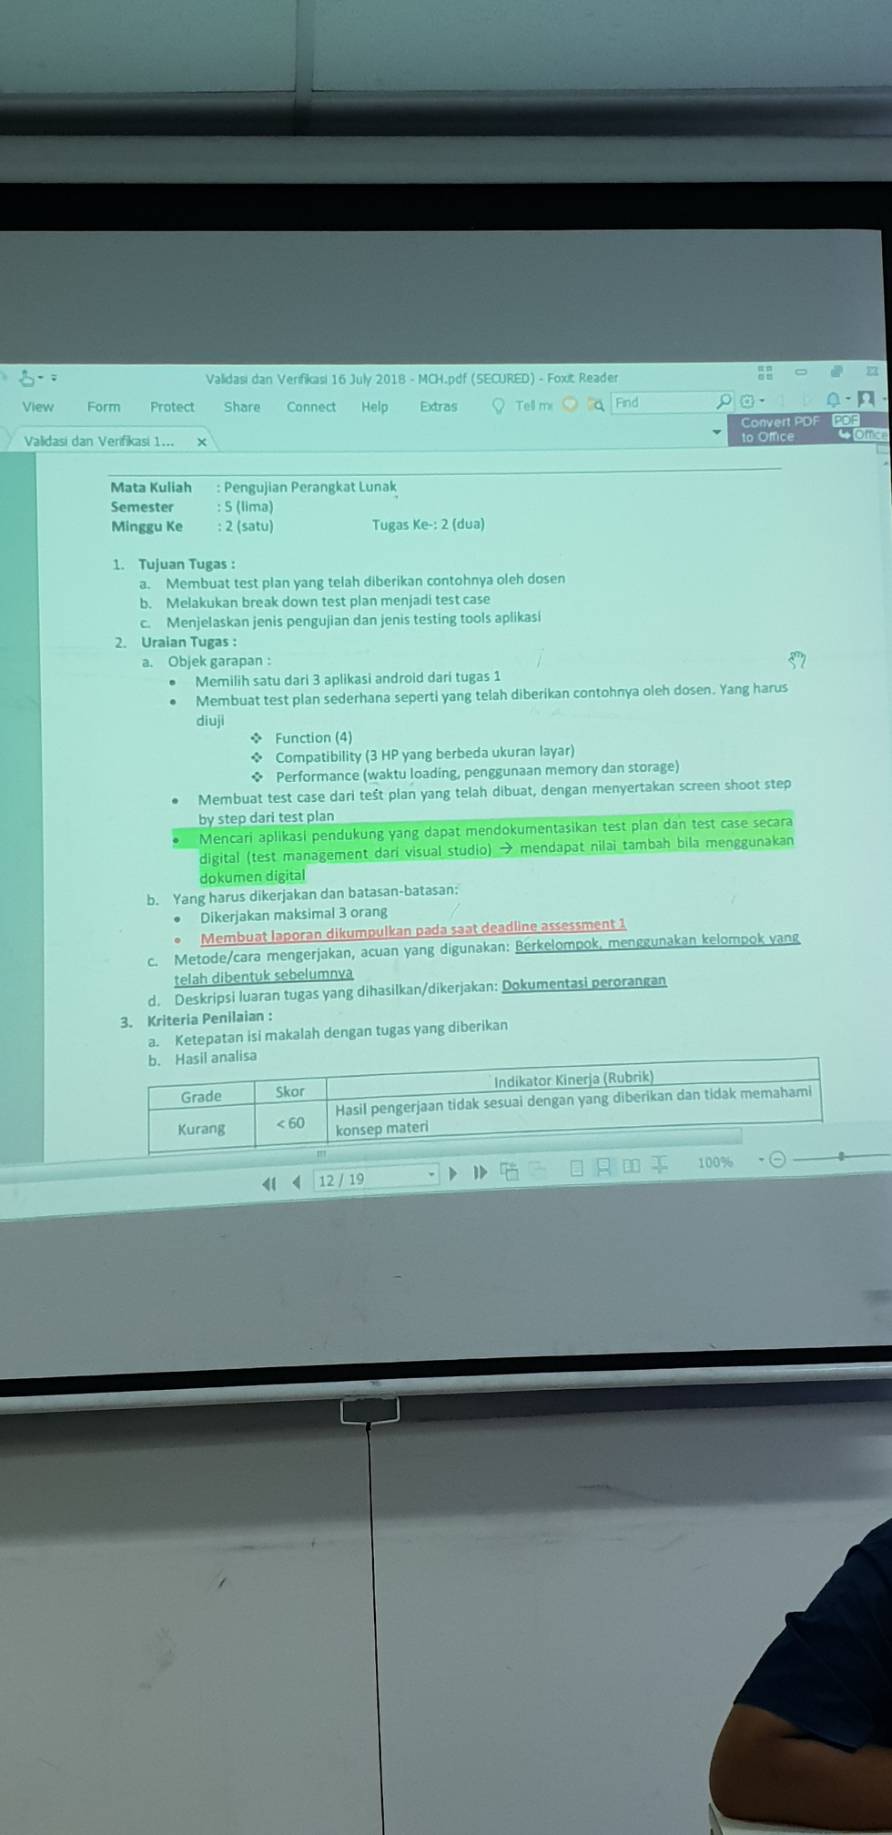 Validasi dan Verifikasi 16 July 2018 - MCH.pdf (SECURED) - Foxit Reader
View Form Protect Share Connect Help Extras Tell m Find
Validasi dan Verifikasi 1... ×
Convert PDF to Office
PDF
Office
Mata Kuliah : Pengujian Perangkat Lunak
Semester : 5 (lima)
Minggu Ke : 2 (satu) Tugas Ke-: 2 (dua)
1. Tujuan Tugas :
a. Membuat test plan yang telah diberikan contohnya oleh dosen
b. Melakukan break down test plan menjadi test case
c. Menjelaskan jenis pengujian dan jenis testing tools aplikasi
2. Uraian Tugas :
a. Objek garapan :
• Memilih satu dari 3 aplikasi android dari tugas 1
• Membuat test plan sederhana seperti yang telah diberikan contohnya oleh dosen. Yang harus
diuji
❖ Function (4)
❖ Compatibility (3 HP yang berbeda ukuran layar)
❖ Performance (waktu loading, penggunaan memory dan storage)
• Membuat test case dari test plan yang telah dibuat, dengan menyertakan screen shoot step
by step dari test plan
• Mencari aplikasi pendukung yang dapat mendokumentasikan test plan dan test case secara
digital (test management dari visual studio) → mendapat nilai tambah bila menggunakan
dokumen digital
b. Yang harus dikerjakan dan batasan-batasan:
• Dikerjakan maksimal 3 orang
• Membuat laporan dikumpulkan pada saat deadline assessment 1
c. Metode/cara mengerjakan, acuan yang digunakan: Berkelompok, menggunakan kelompok yang
telah dibentuk sebelumnya
d. Deskripsi luaran tugas yang dihasilkan/dikerjakan: Dokumentasi perorangan
3. Kriteria Penilaian :
a. Ketepatan isi makalah dengan tugas yang diberikan
b. Hasil analisa
Grade Skor Indikator Kinerja (Rubrik)
Kurang < 60 Hasil pengerjaan tidak sesuai dengan yang diberikan dan tidak memahami
konsep materi
12 / 19 100%